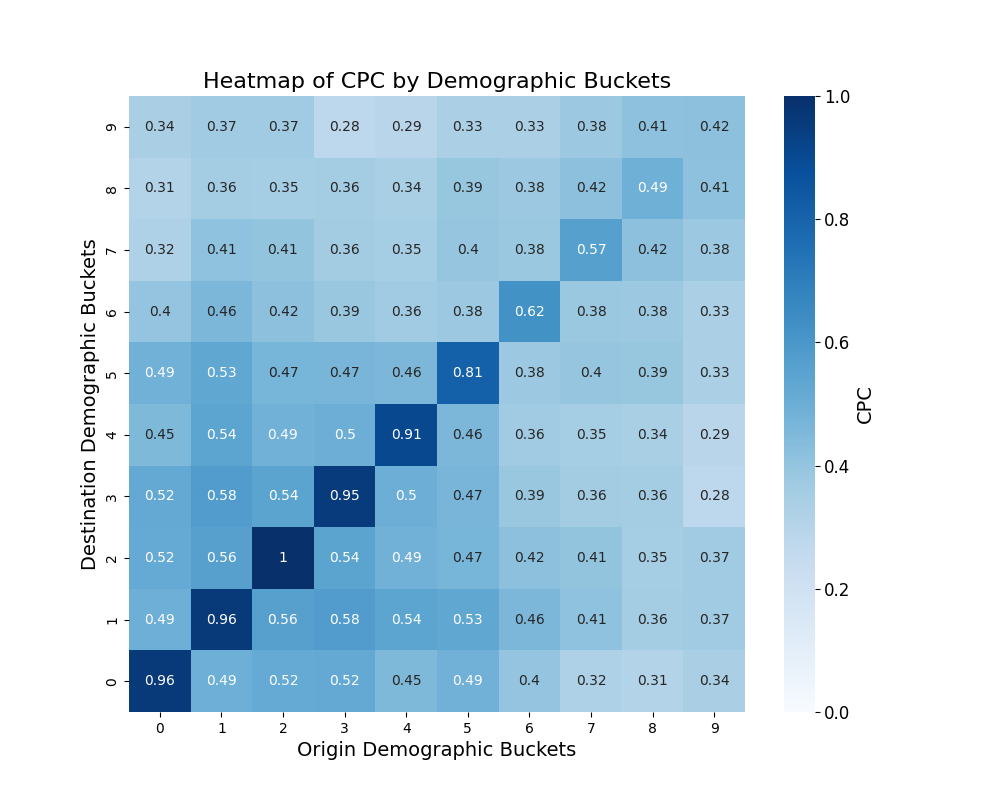 Heatmap of CPC by Demographic Buckets
9 0.34 0.37 0.37 0.28 0.29 0.33 0.33 0.38 0.41 0.42
8 0.31 0.36 0.35 0.36 0.34 0.39 0.38 0.42 0.49 0.41
7 0.32 0.41 0.41 0.36 0.35 0.4 0.38 0.57 0.42 0.38
6 0.4 0.46 0.42 0.39 0.36 0.38 0.62 0.38 0.38 0.33
5 0.49 0.53 0.47 0.47 0.46 0.81 0.38 0.4 0.39 0.33
4 0.45 0.54 0.49 0.5 0.91 0.46 0.36 0.35 0.34 0.29
3 0.52 0.58 0.54 0.95 0.5 0.47 0.39 0.36 0.36 0.28
2 0.52 0.56 1 0.54 0.49 0.47 0.42 0.41 0.35 0.37
1 0.49 0.96 0.56 0.58 0.54 0.53 0.46 0.41 0.36 0.37
0 0.96 0.49 0.52 0.52 0.45 0.49 0.4 0.32 0.31 0.34
0 1 2 3 4 5 6 7 8 9
Origin Demographic Buckets
Destination Demographic Buckets
1.0
0.8
0.6
0.4
0.2
0.0
CPC